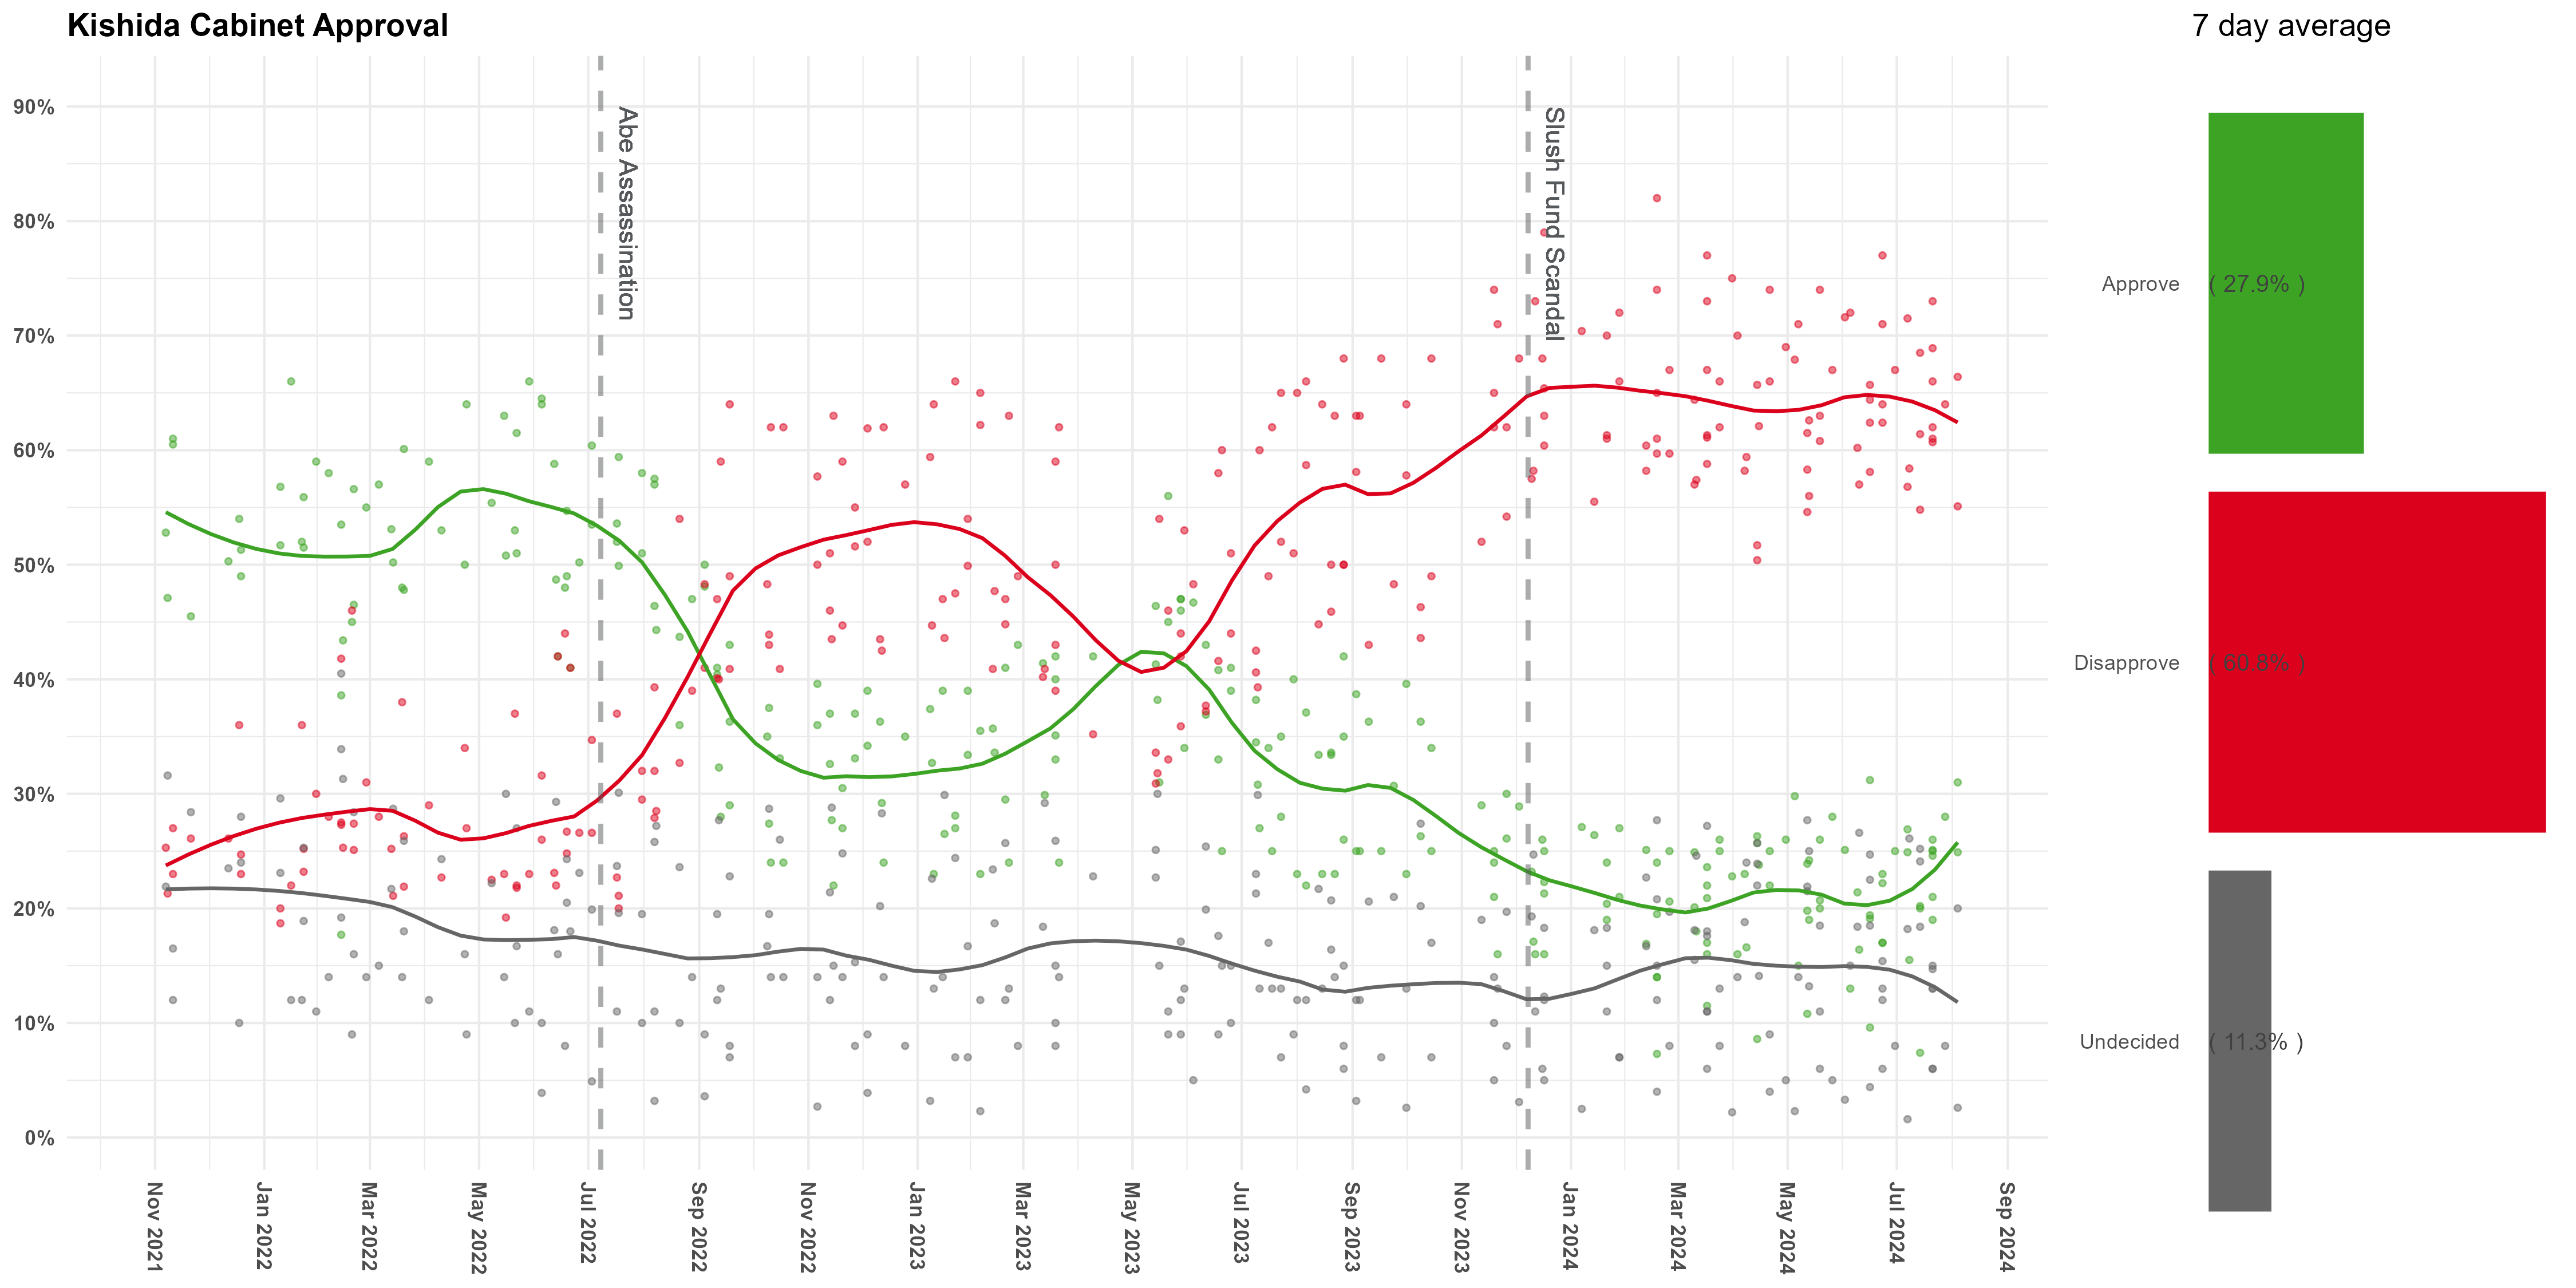 Kishida Cabinet Approval
7 day average
90%
80%
70%
60%
50%
40%
30%
20%
10%
0%
Abe Assassination
Slush Fund Scandal
Nov 2021
Jan 2022
Mar 2022
May 2022
Jul 2022
Sep 2022
Nov 2022
Jan 2023
Mar 2023
May 2023
Jul 2023
Sep 2023
Nov 2023
Jan 2024
Mar 2024
May 2024
Jul 2024
Sep 2024
Approve ( 27.9% )
Disapprove ( 60.8% )
Undecided ( 11.3% )